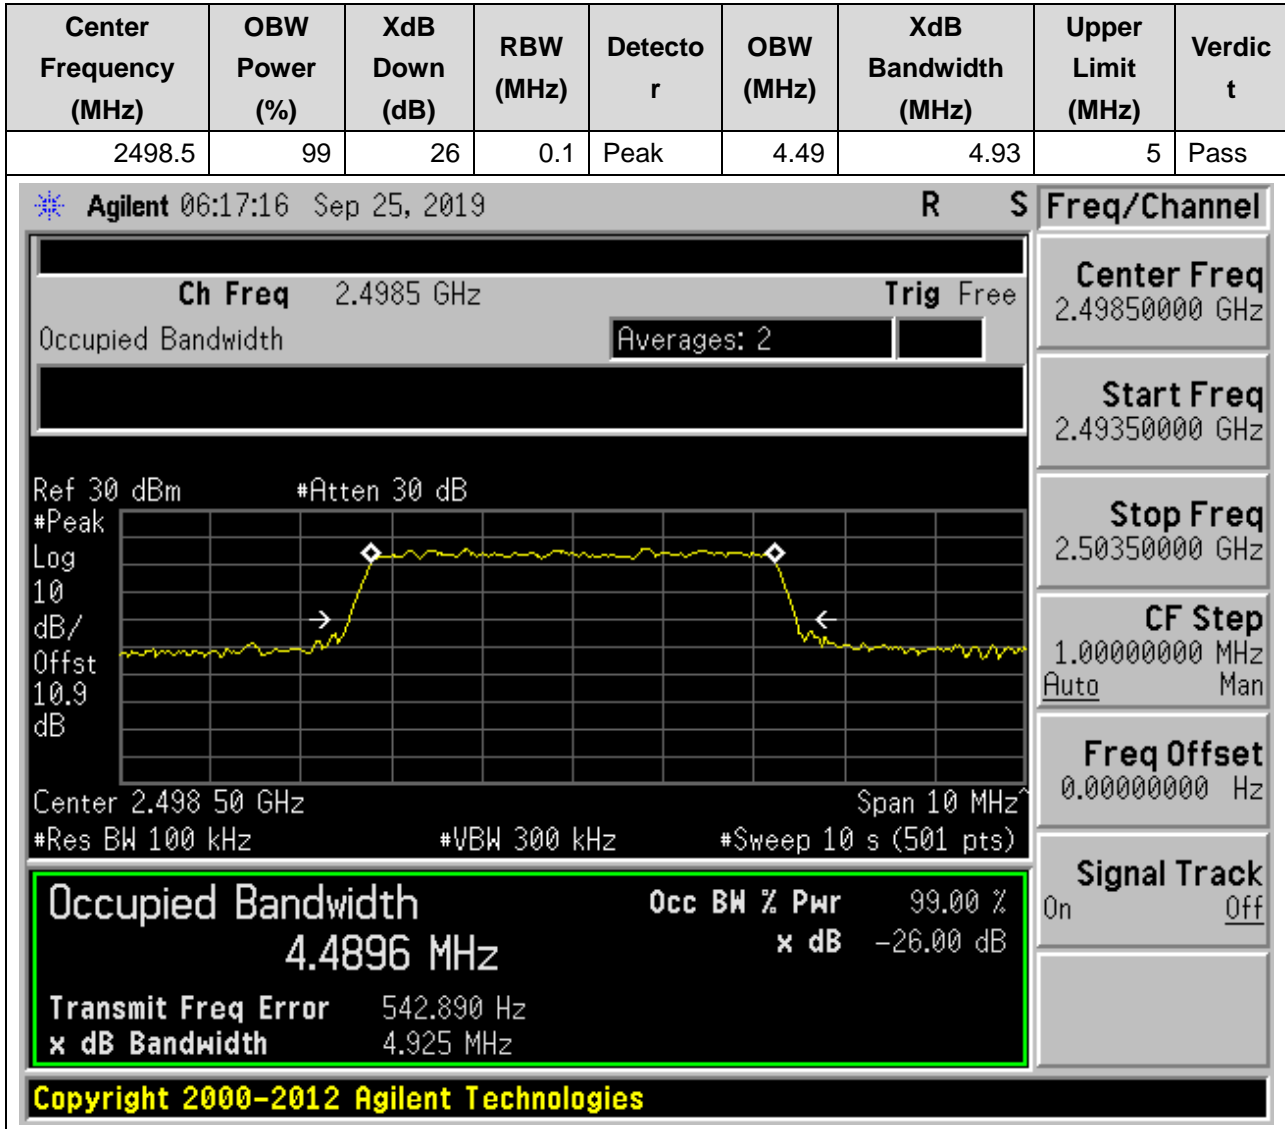 Center Frequency (MHz) OBW Power (%) XdB Down (dB) RBW (MHz) Detecto r OBW (MHz) XdB Bandwidth (MHz) Upper Limit (MHz) Verdic t
2498.5 99 26 0.1 Peak 4.49 4.93 5 Pass
Agilent 06:17:16 Sep 25, 2019 R S Freq/Channel
Ch Freq 2.4985 GHz Trig Free
Occupied Bandwidth Averages: 2
Center Freq
2.49850000 GHz
Start Freq
2.49350000 GHz
Stop Freq
2.50350000 GHz
CF Step
1.00000000 MHz
Auto Man
Freq Offset
0.00000000 Hz
Signal Track
On Off
Ref 30 dBm #Atten 30 dB
#Peak
Log
10
dB/
Offst
10.9
dB
Center 2.498 50 GHz Span 10 MHz^
#Res BW 100 kHz #VBW 300 kHz #Sweep 10 s (501 pts)
Occupied Bandwidth Occ BW % Pwr 99.00 %
4.4896 MHz x dB -26.00 dB
Transmit Freq Error 542.890 Hz
x dB Bandwidth 4.925 MHz
Copyright 2000-2012 Agilent Technologies